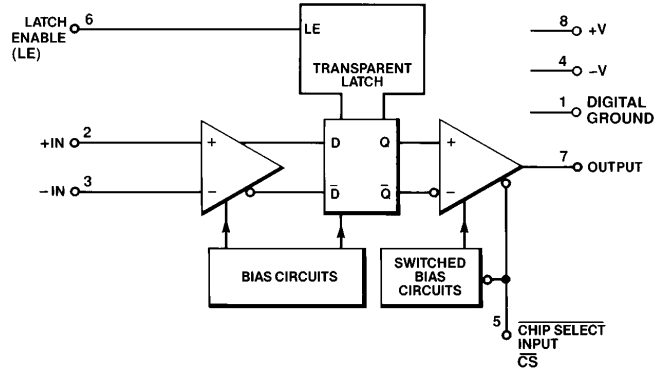 LATCH
ENABLE
(LE)
6
LE
TRANSPARENT
LATCH
8
+V
4
−V
1
DIGITAL
GROUND
+IN
2
+
D
Q
+
7
OUTPUT
−IN
3
−
D̅
Q̅
−
BIAS CIRCUITS
SWITCHED
BIAS
CIRCUITS
5
CHIP SELECT
INPUT
C̅S̅